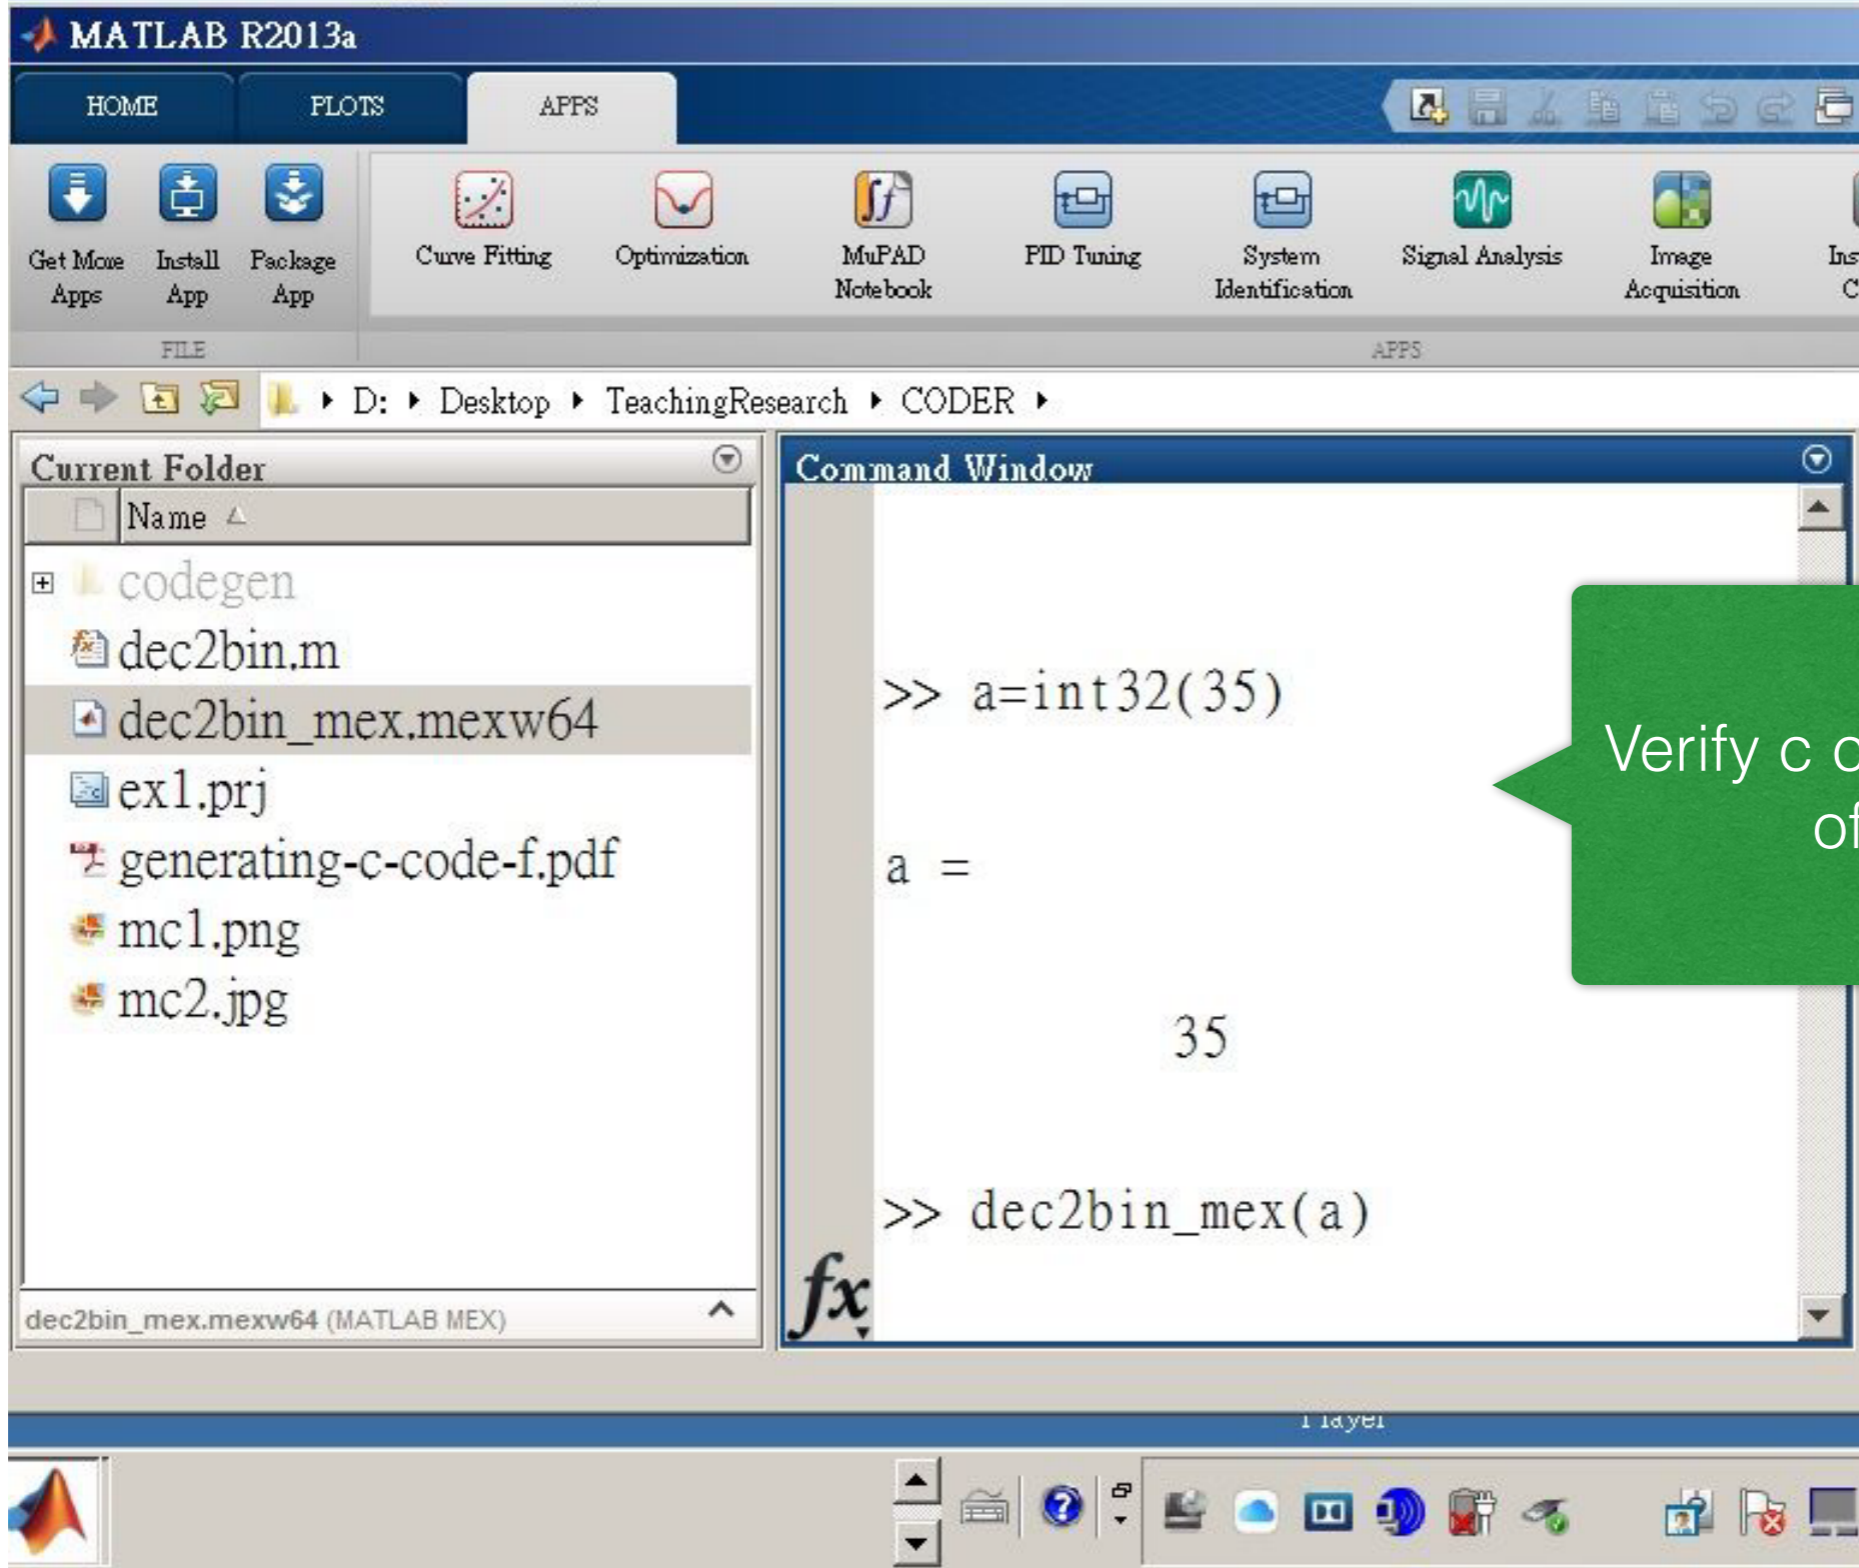 MATLAB R2013a
HOME PLOTS APPS
Get More Apps
Install App
Package App
Curve Fitting
Optimization
MuPAD Notebook
PID Tuning
System Identification
Signal Analysis
Image Acquisition
FILE
APPS
D: Desktop TeachingResearch CODER
Current Folder
Name
codegen
dec2bin.m
dec2bin_mex.mexw64
ex1.prj
generating-c-code-f.pdf
mc1.png
mc2.jpg
dec2bin_mex.mexw64 (MATLAB MEX)
Command Window
>> a=int32(35)
a =
35
>> dec2bin_mex(a)
fx
Verify c